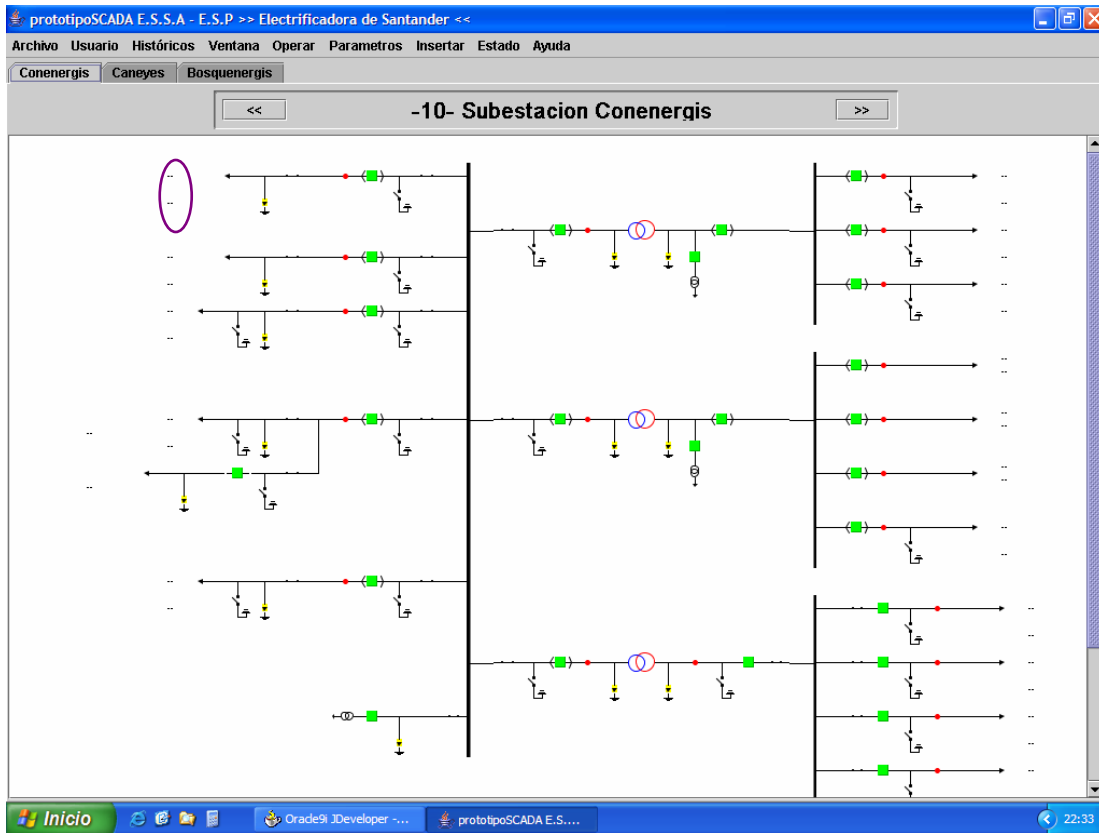 prototipoSCADA E.S.S.A - E.S.P >> Electrificadora de Santander <<
Archivo Usuario Históricos Ventana Operar Parametros Insertar Estado Ayuda
Conenergis Caneyes Bosquenergis
<< -10- Subestacion Conenergis >>
Inicio Oracle9i JDeveloper -... prototipoSCADA E.S.... 22:33